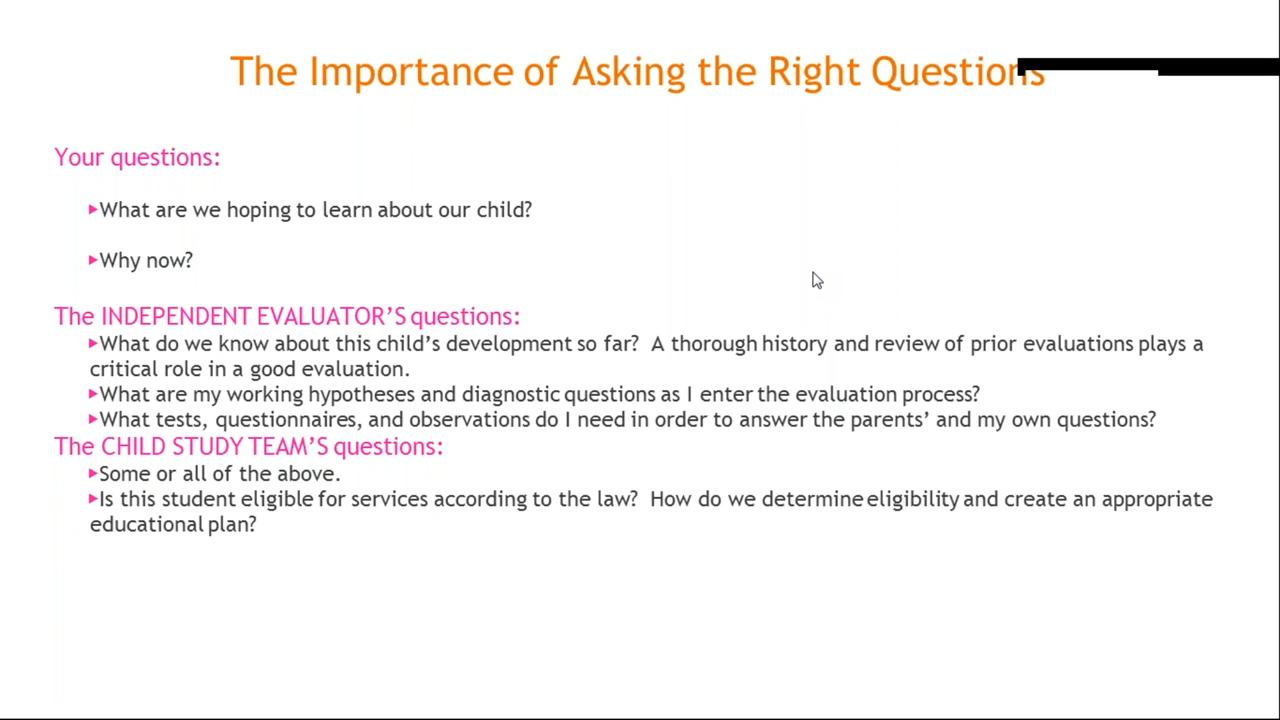 The Importance of Asking the Right Questions
Your questions:
▸What are we hoping to learn about our child?
▸Why now?
The INDEPENDENT EVALUATOR’S questions:
▸What do we know about this child’s development so far? A thorough history and review of prior evaluations plays a
critical role in a good evaluation.
▸What are my working hypotheses and diagnostic questions as I enter the evaluation process?
▸What tests, questionnaires, and observations do I need in order to answer the parents’ and my own questions?
The CHILD STUDY TEAM’S questions:
▸Some or all of the above.
▸Is this student eligible for services according to the law? How do we determine eligibility and create an appropriate
educational plan?